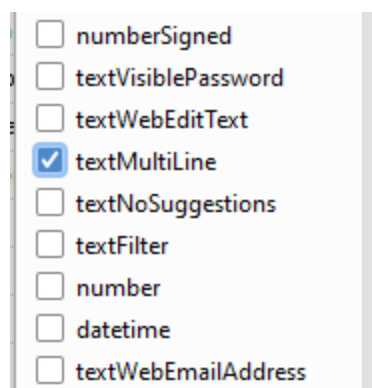 numberSigned
textVisiblePassword
textWebEditText
textMultiLine
textNoSuggestions
textFilter
number
datetime
textWebEmailAddress